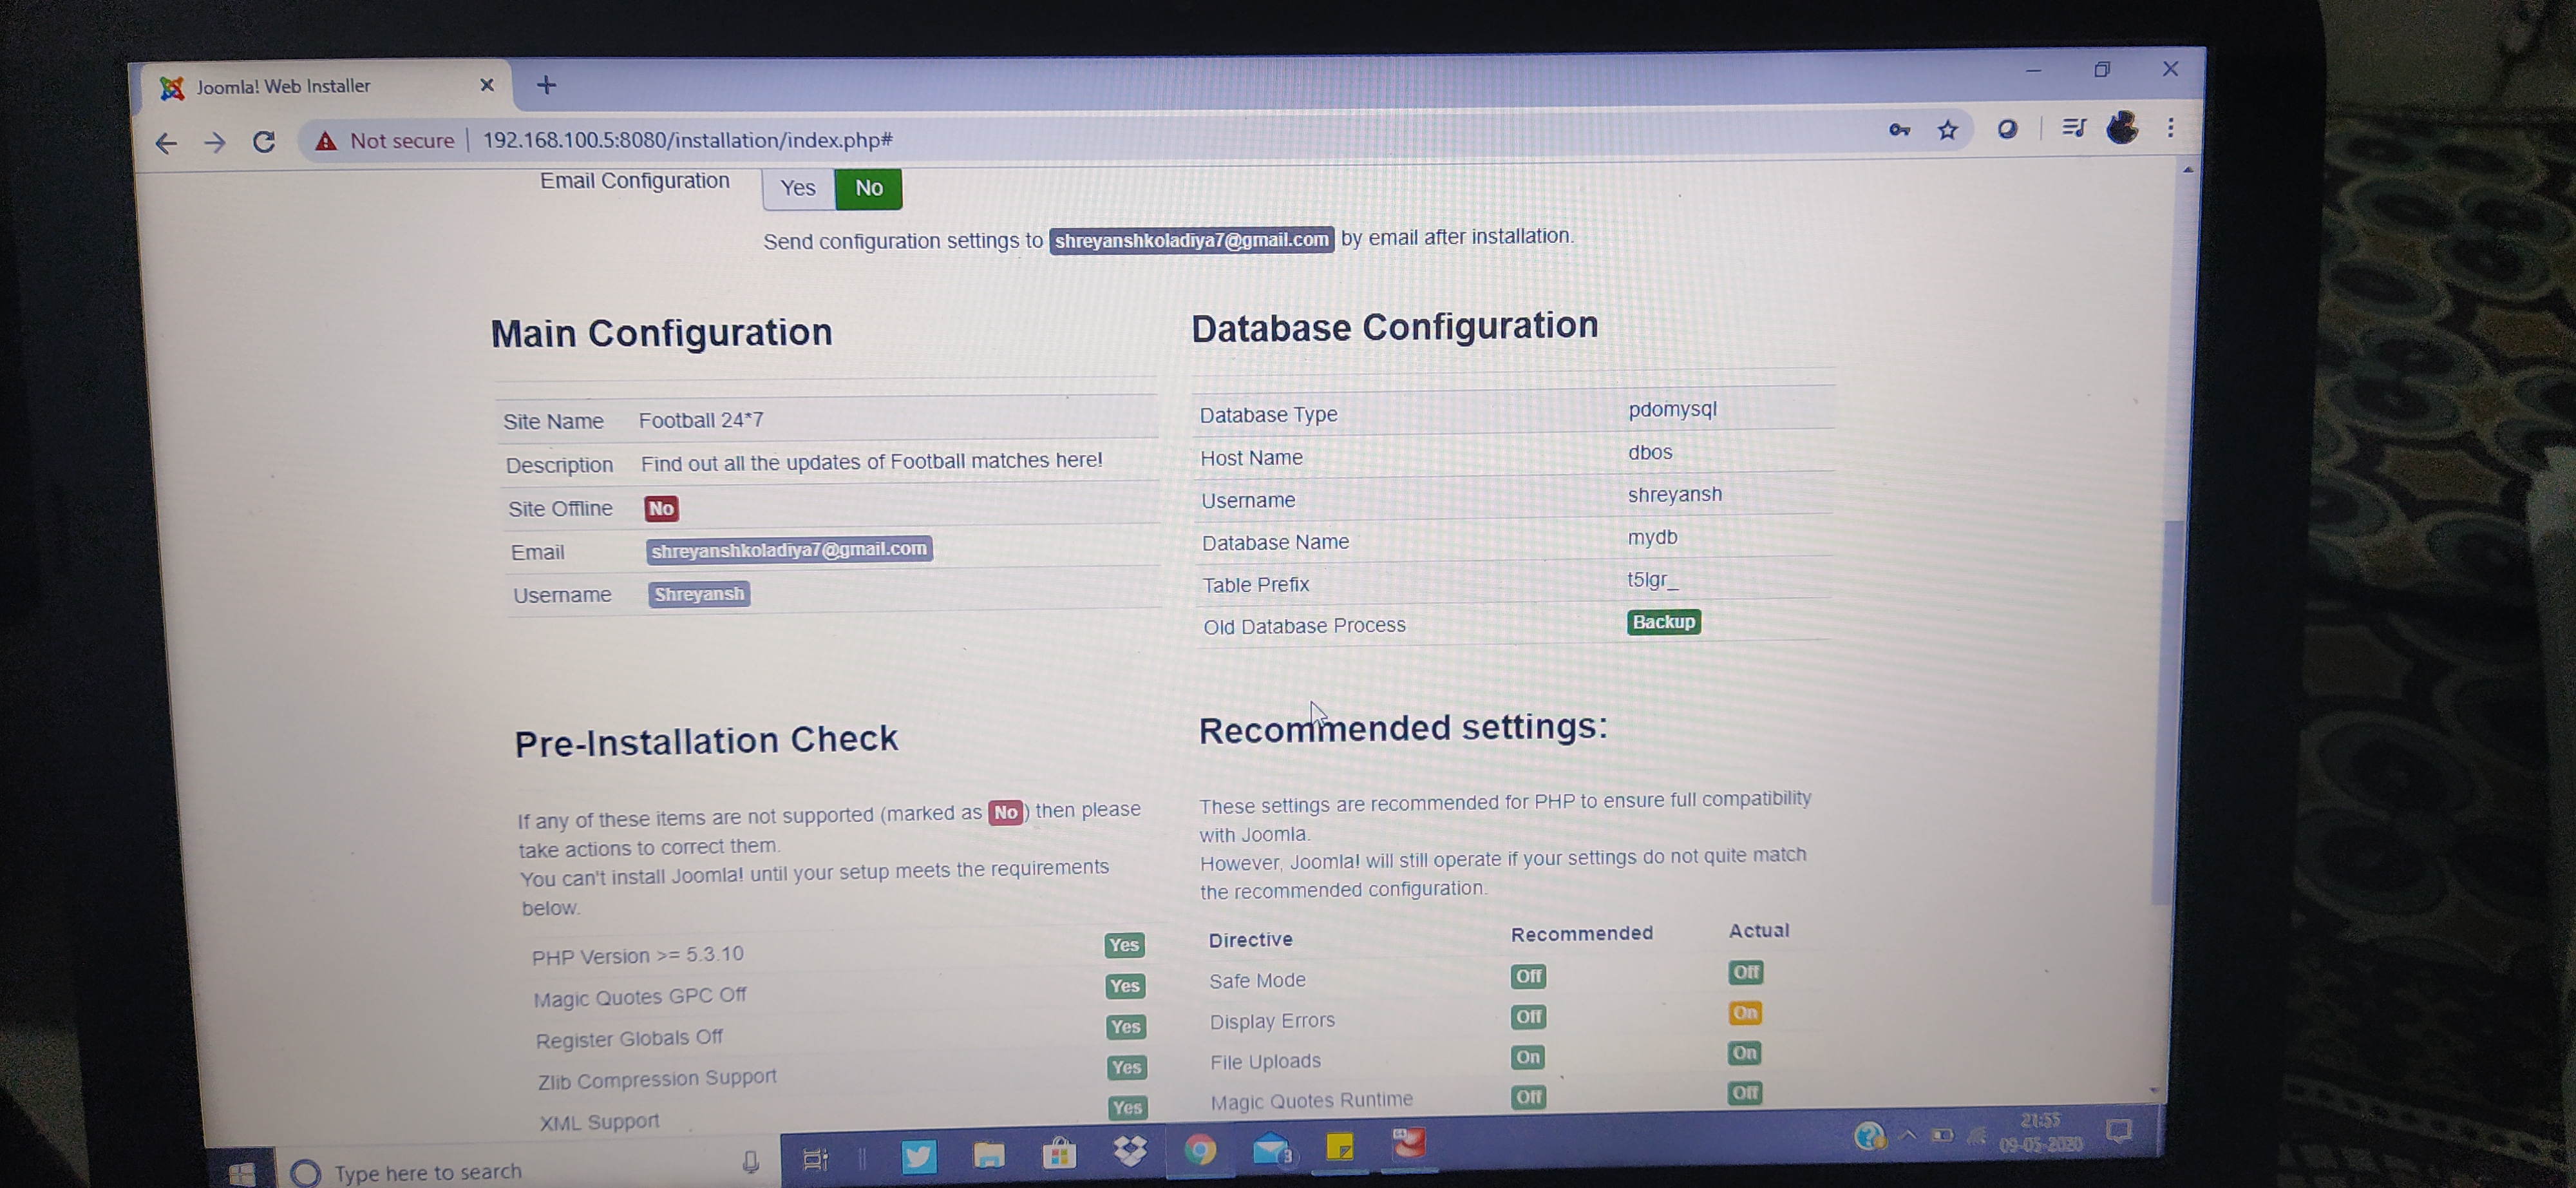 Joomla! Web Installer
Not secure | 192.168.100.5:8080/installation/index.php#
Email Configuration Yes No
Send configuration settings to shreyanshkoladiya7@gmail.com by email after installation.
Main Configuration
Site Name Football 24*7
Description Find out all the updates of Football matches here!
Site Offline No
Email shreyanshkoladiya7@gmail.com
Username Shreyansh
Database Configuration
Database Type pdomysql
Host Name dbos
Username shreyansh
Database Name mydb
Table Prefix t5lgr_
Old Database Process Backup
Pre-Installation Check
If any of these items are not supported (marked as No) then please
take actions to correct them.
You can't install Joomla! until your setup meets the requirements
below.
PHP Version >= 5.3.10 Yes
Magic Quotes GPC Off Yes
Register Globals Off Yes
Zlib Compression Support Yes
XML Support Yes
Recommended settings:
These settings are recommended for PHP to ensure full compatibility
with Joomla.
However, Joomla! will still operate if your settings do not quite match
the recommended configuration.
Directive Recommended Actual
Safe Mode Off Off
Display Errors Off On
File Uploads On On
Magic Quotes Runtime Off Off
Type here to search
3
21:55
09-05-2020